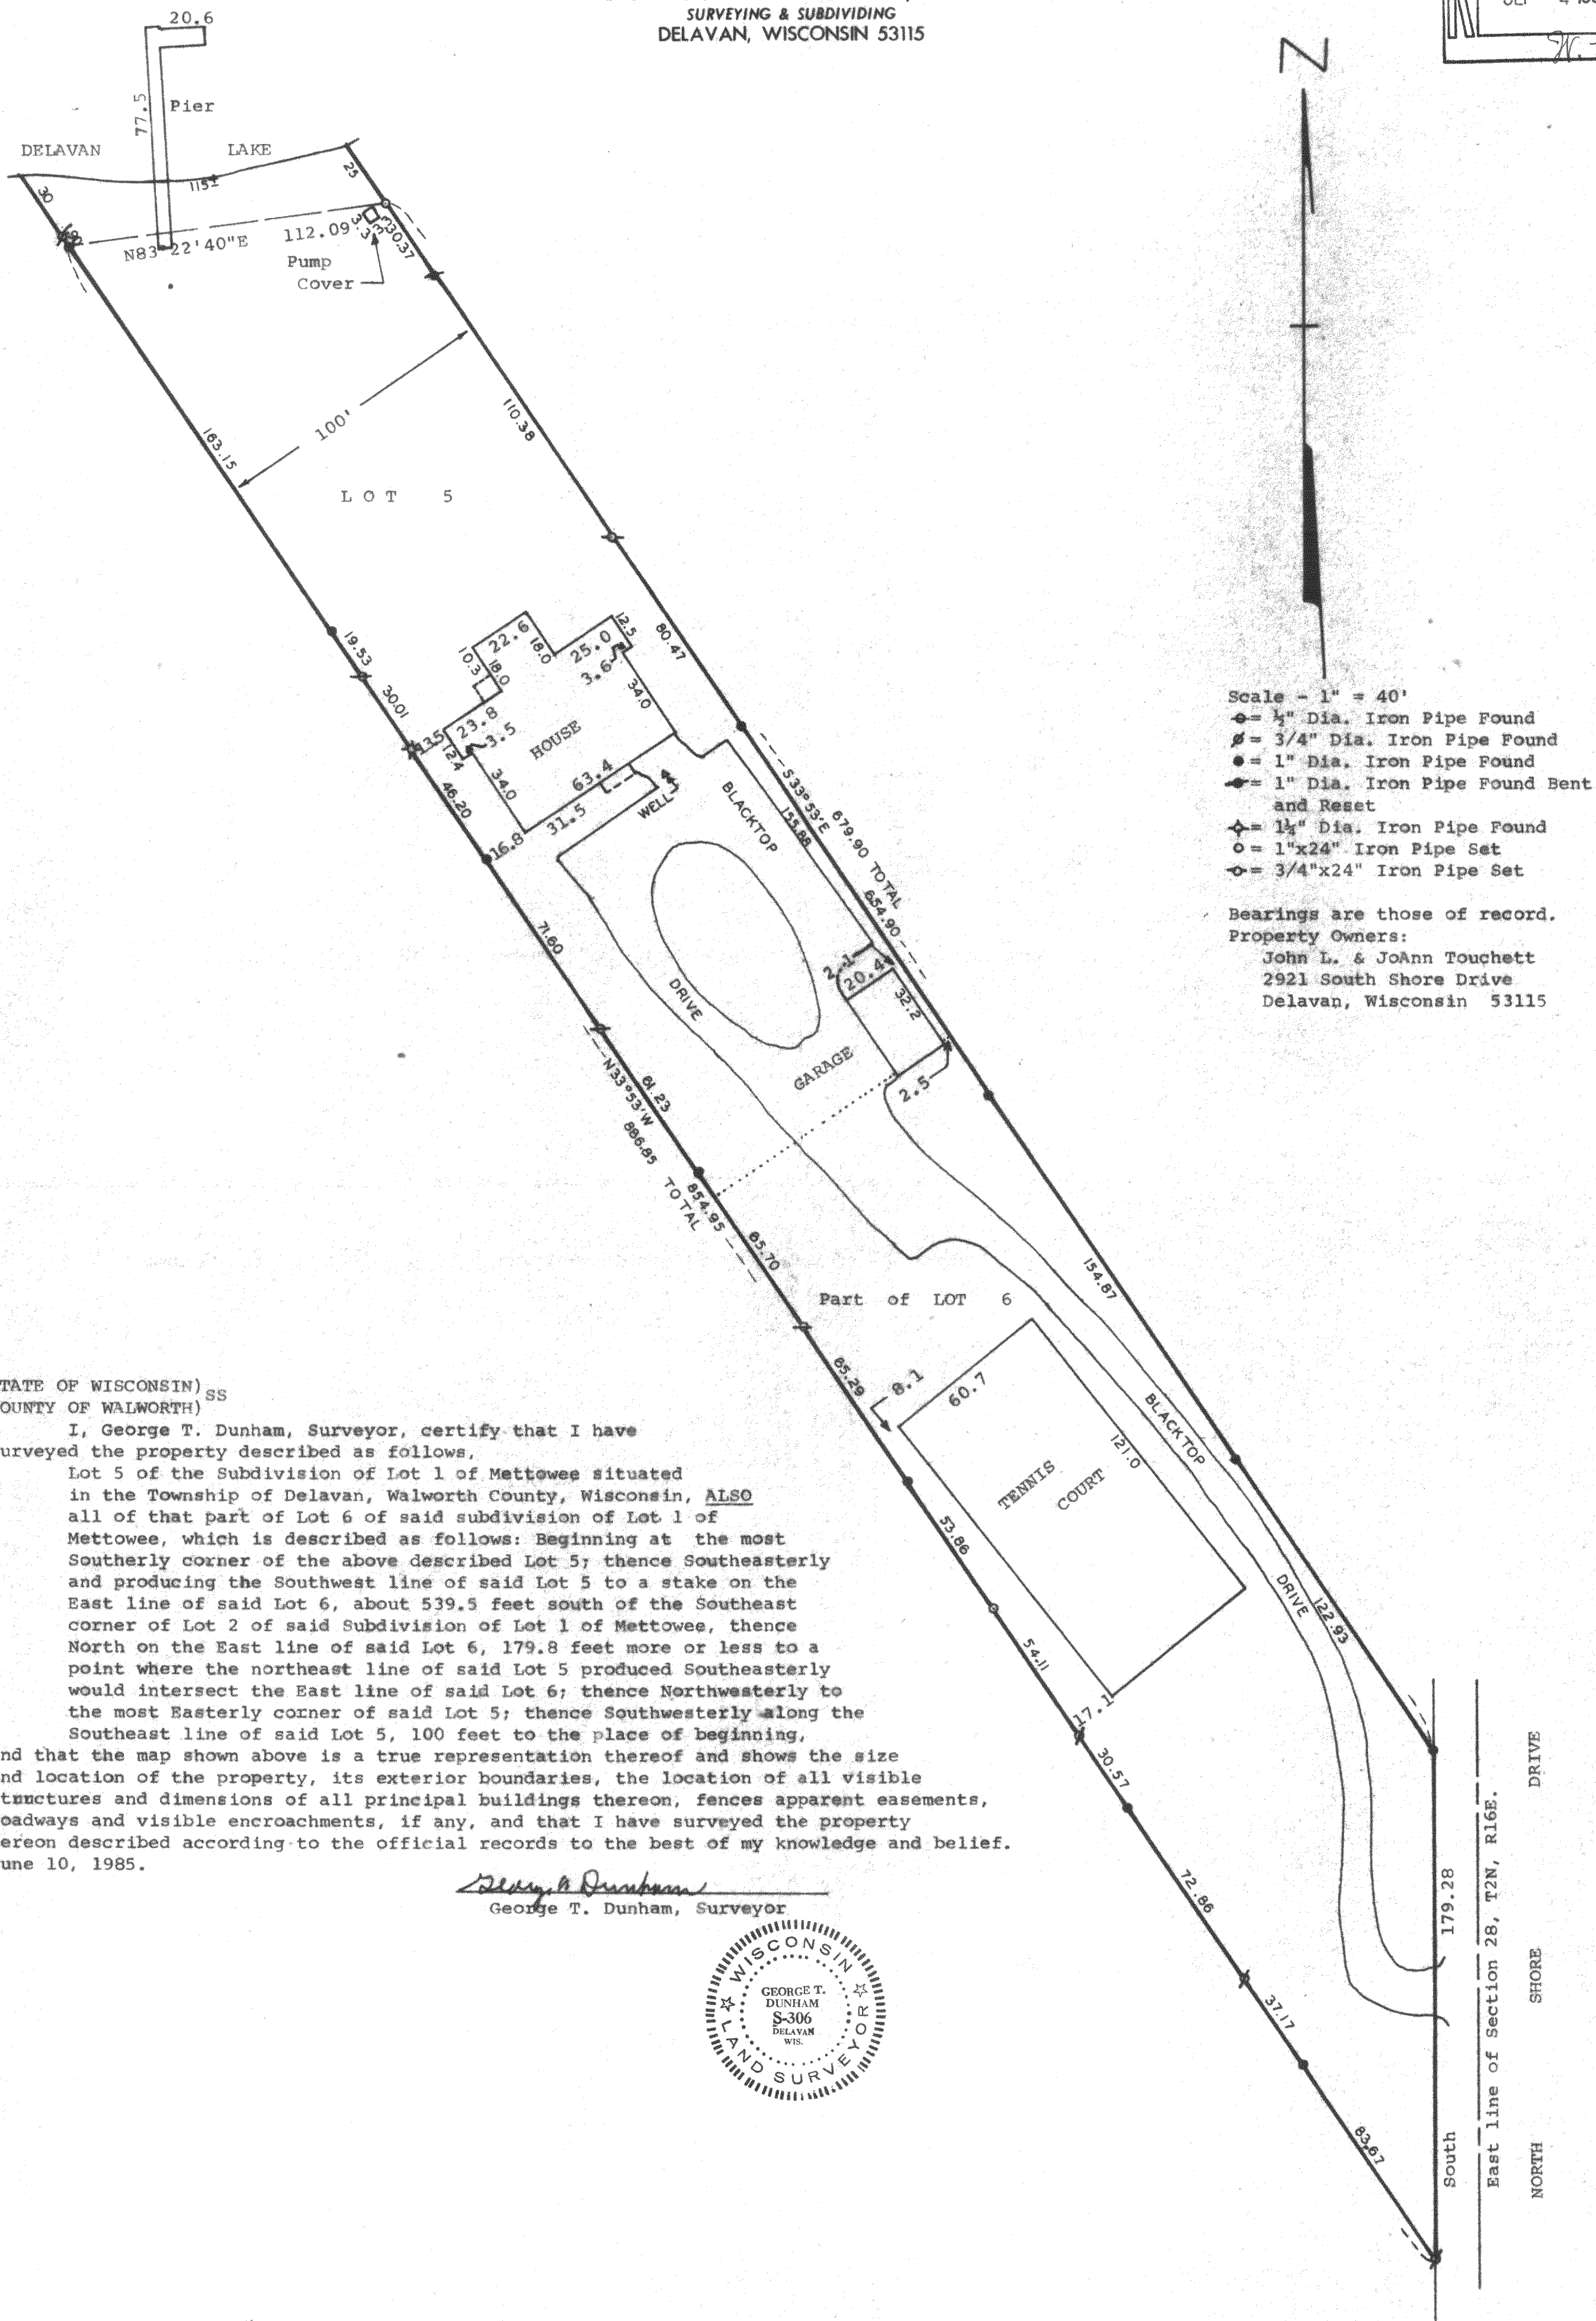 SURVEYING & SUBDIVIDING
DELAVAN, WISCONSIN 53115
N
20.6
77.5
Pier
DELAVAN LAKE
30
115±
25
N83°22'40"E 112.09
3.3
30.37
Pump
Cover
163.15
100'
110.38
LOT 5
19.53
30.01
22.6
10.3
18.0
18.0
25.0
12.5
3.6
34.0
80.47
13.5
23.8
3.5
12.4
HOUSE
34.0
63.4
31.5
46.20
16.8
WELL
BLACKTOP
S33°53'E
155.88
679.90 TOTAL
654.90
71.60
DRIVE
2.1
20.4
32.2
GARAGE
2.5
N33°53'W
61.23
886.85 TOTAL
854.95
65.70
154.87
Part of LOT 6
65.29
8.1
60.7
121.0
TENNIS
COURT
BLACKTOP
DRIVE
53.86
54.11
17.1
122.93
30.57
72.86
37.17
83.67
179.28
South
East line of Section 28, T2N, R16E.
NORTH SHORE DRIVE
Scale - 1" = 40'
= ½" Dia. Iron Pipe Found
= 3/4" Dia. Iron Pipe Found
= 1" Dia. Iron Pipe Found
= 1" Dia. Iron Pipe Found Bent
and Reset
= 1¼" Dia. Iron Pipe Found
= 1"x24" Iron Pipe Set
= 3/4"x24" Iron Pipe Set
Bearings are those of record.
Property Owners:
John L. & JoAnn Touchett
2921 South Shore Drive
Delavan, Wisconsin 53115
TATE OF WISCONSIN) SS
OUNTY OF WALWORTH)
I, George T. Dunham, Surveyor, certify that I have
urveyed the property described as follows,
Lot 5 of the Subdivision of Lot 1 of Mettowee situated
in the Township of Delavan, Walworth County, Wisconsin, ALSO
all of that part of Lot 6 of said subdivision of Lot 1 of
Mettowee, which is described as follows: Beginning at the most
Southerly corner of the above described Lot 5; thence Southeasterly
and producing the Southwest line of said Lot 5 to a stake on the
East line of said Lot 6, about 539.5 feet south of the Southeast
corner of Lot 2 of said Subdivision of Lot 1 of Mettowee, thence
North on the East line of said Lot 6, 179.8 feet more or less to a
point where the northeast line of said Lot 5 produced Southeasterly
would intersect the East line of said Lot 6; thence Northwesterly to
the most Easterly corner of said Lot 5; thence Southwesterly along the
Southeast line of said Lot 5, 100 feet to the place of beginning,
nd that the map shown above is a true representation thereof and shows the size
nd location of the property, its exterior boundaries, the location of all visible
tructures and dimensions of all principal buildings thereon, fences apparent easements,
oadways and visible encroachments, if any, and that I have surveyed the property
ereon described according to the official records to the best of my knowledge and belief.
une 10, 1985.
George T. Dunham, Surveyor
WISCONSIN
GEORGE T.
DUNHAM
S-306
DELAVAN
WIS.
LAND SURVEYOR